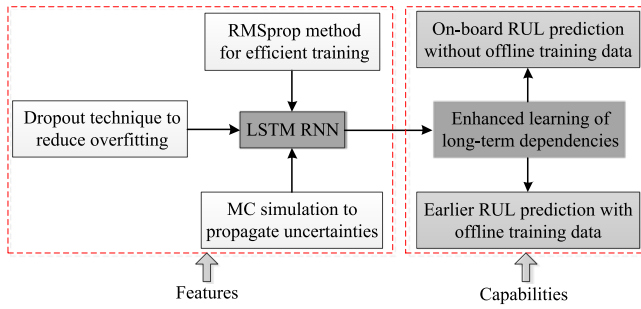 RMSprop method
for efficient training
Dropout technique to
reduce overfitting
LSTM RNN
MC simulation to
propagate uncertainties
Features
On-board RUL prediction
without offline training data
Enhanced learning of
long-term dependencies
Earlier RUL prediction with
offline training data
Capabilities